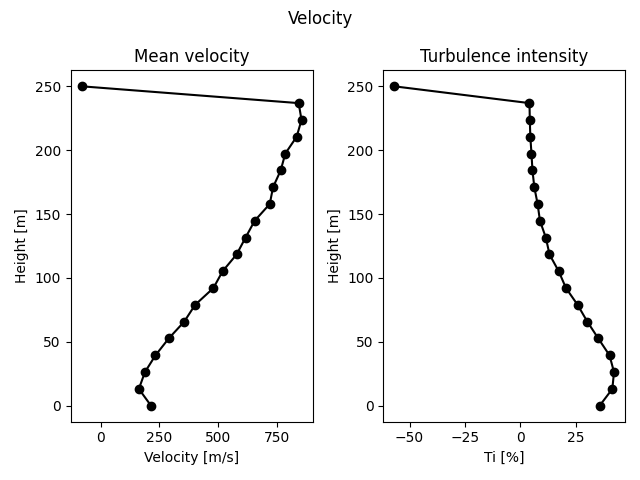 Velocity
Mean velocity
Turbulence intensity
Height [m]
250
200
150
100
50
0
0
250
500
750
Velocity [m/s]
Height [m]
250
200
150
100
50
0
−50
−25
0
25
Ti [%]